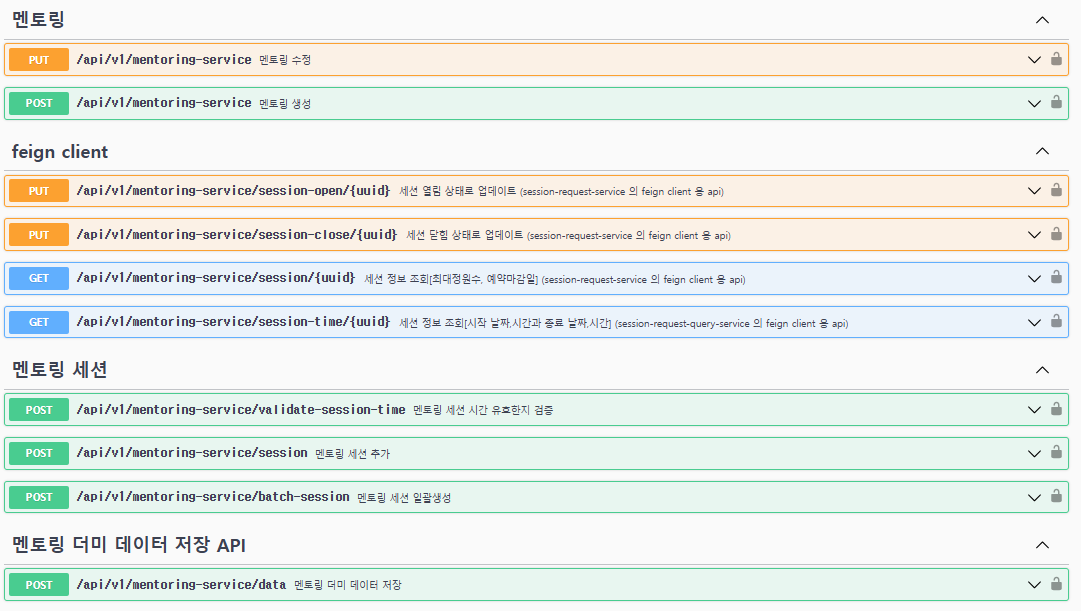 멘토링
PUT /api/v1/mentoring-service 멘토링 수정
POST /api/v1/mentoring-service 멘토링 생성
feign client
PUT /api/v1/mentoring-service/session-open/{uuid} 세션 열림 상태로 업데이트 (session-request-service 의 feign client 용 api)
PUT /api/v1/mentoring-service/session-close/{uuid} 세션 닫힘 상태로 업데이트 (session-request-service 의 feign client 용 api)
GET /api/v1/mentoring-service/session/{uuid} 세션 정보 조회[최대정원수, 예약마감일] (session-request-service 의 feign client 용 api)
GET /api/v1/mentoring-service/session-time/{uuid} 세션 정보 조회[시작 날짜,시간과 종료 날짜,시간] (session-request-query-service 의 feign client 용 api)
멘토링 세션
POST /api/v1/mentoring-service/validate-session-time 멘토링 세션 시간 유효한지 검증
POST /api/v1/mentoring-service/session 멘토링 세션 추가
POST /api/v1/mentoring-service/batch-session 멘토링 세션 일괄생성
멘토링 더미 데이터 저장 API
POST /api/v1/mentoring-service/data 멘토링 더미 데이터 저장